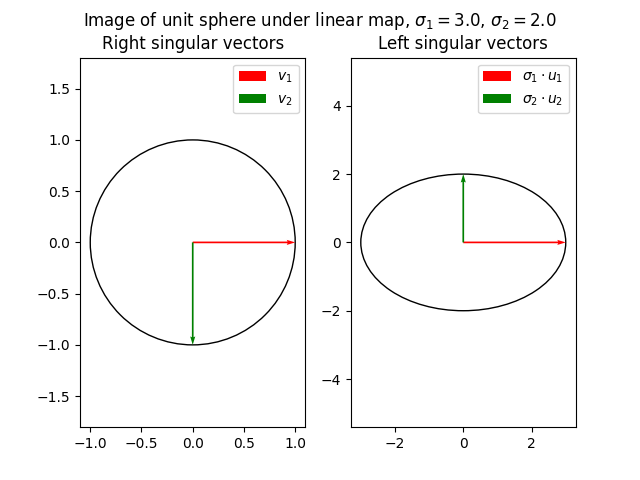 Image of unit sphere under linear map, σ₁ = 3.0, σ₂ = 2.0
Right singular vectors
v₁
v₂
1.5
1.0
0.5
0.0
−0.5
−1.0
−1.5
−1.0 −0.5 0.0 0.5 1.0
Left singular vectors
σ₁ · u₁
σ₂ · u₂
4
2
0
−2
−4
−2 0 2